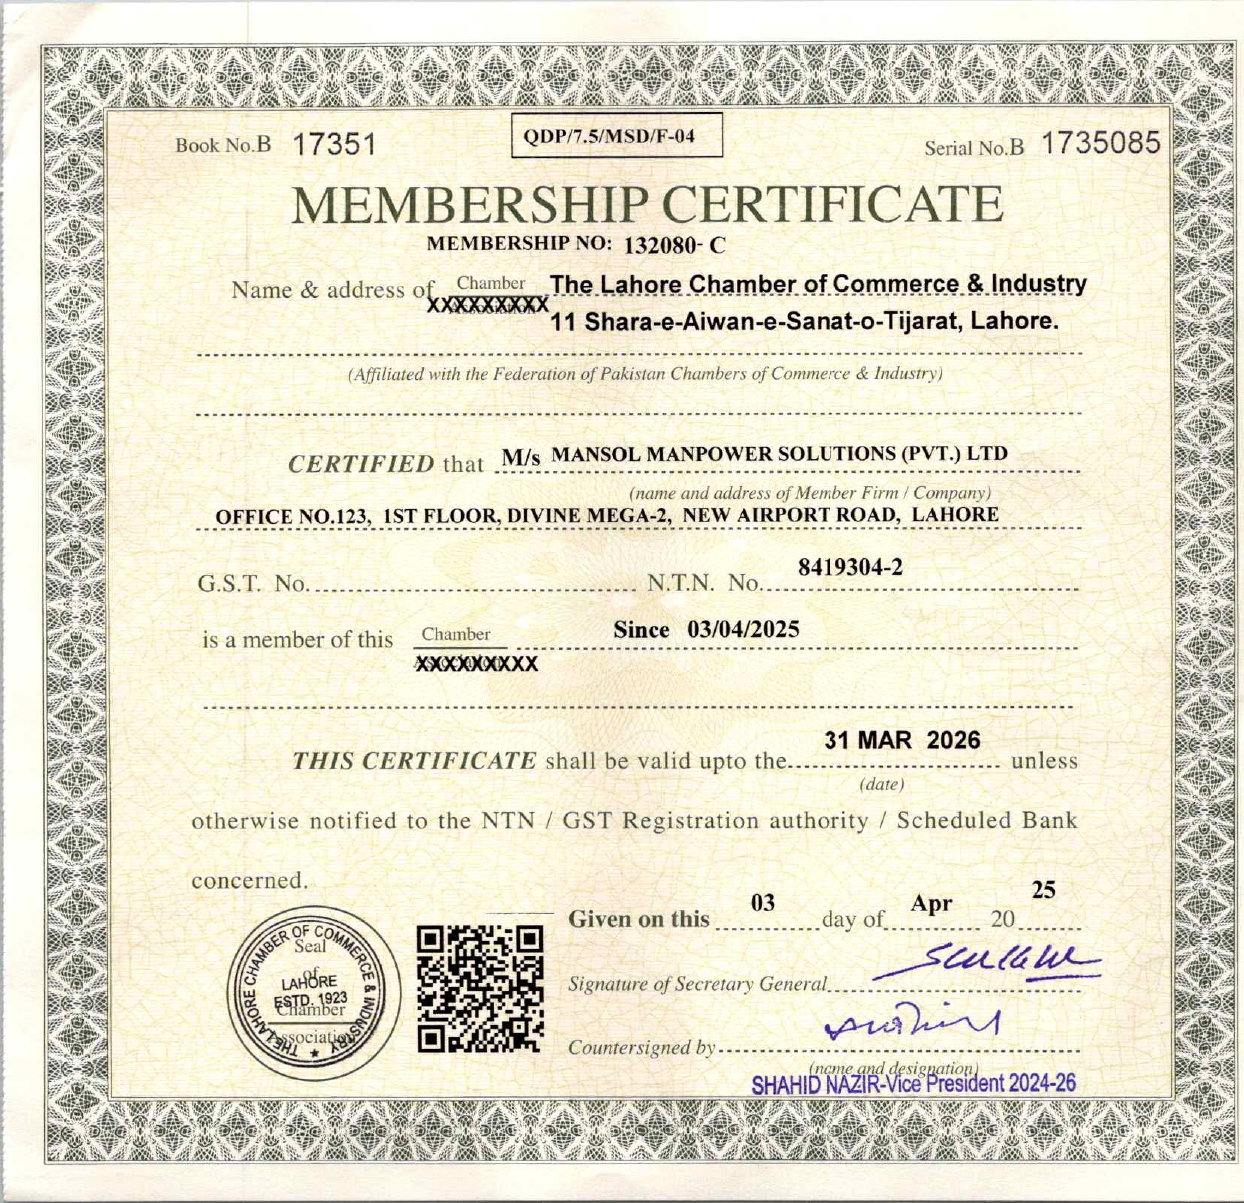 Book No.B 17351
QDP/7.5/MSD/F-04
Serial No.B 1735085
MEMBERSHIP CERTIFICATE
MEMBERSHIP NO: 132080- C
Name & address of Chamber The Lahore Chamber of Commerce & Industry
XXXXXXXXX 11 Shara-e-Aiwan-e-Sanat-o-Tijarat, Lahore.
(Affiliated with the Federation of Pakistan Chambers of Commerce & Industry)
CERTIFIED that M/s MANSOL MANPOWER SOLUTIONS (PVT.) LTD
(name and address of Member Firm / Company)
OFFICE NO.123, 1ST FLOOR, DIVINE MEGA-2, NEW AIRPORT ROAD, LAHORE
G.S.T. No. N.T.N. No. 8419304-2
is a member of this Chamber Since 03/04/2025
XXXXXXXXX
31 MAR 2026
THIS CERTIFICATE shall be valid upto the unless
(date)
otherwise notified to the NTN / GST Registration authority / Scheduled Bank
concerned.
Given on this 03 day of Apr 20 25
THE LAHORE CHAMBER OF COMMERCE & INDUSTRY
Seal
of
LAHORE
ESTD. 1923
Chamber
Association
Signature of Secretary General
Countersigned by
(name and designation)
SHAHID NAZIR-Vice President 2024-26